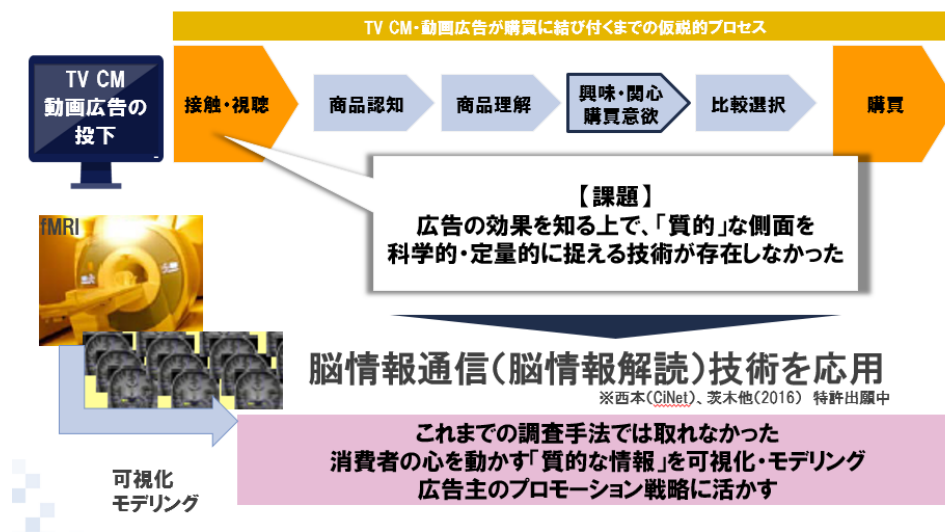 TV CM・動画広告が購買に結び付くまでの仮説的プロセス
TV CM
動画広告の
投下
接触・視聴
商品認知
商品理解
興味・関心
購買意欲
比較選択
購買
【課題】
広告の効果を知る上で、「質的」な側面を
科学的・定量的に捉える技術が存在しなかった
fMRI
脳情報通信(脳情報解読)技術を応用
※西本(CiNet)、茨木他(2016) 特許出願中
これまでの調査手法では取れなかった
消費者の心を動かす「質的な情報」を可視化・モデリング
広告主のプロモーション戦略に活かす
可視化
モデリング